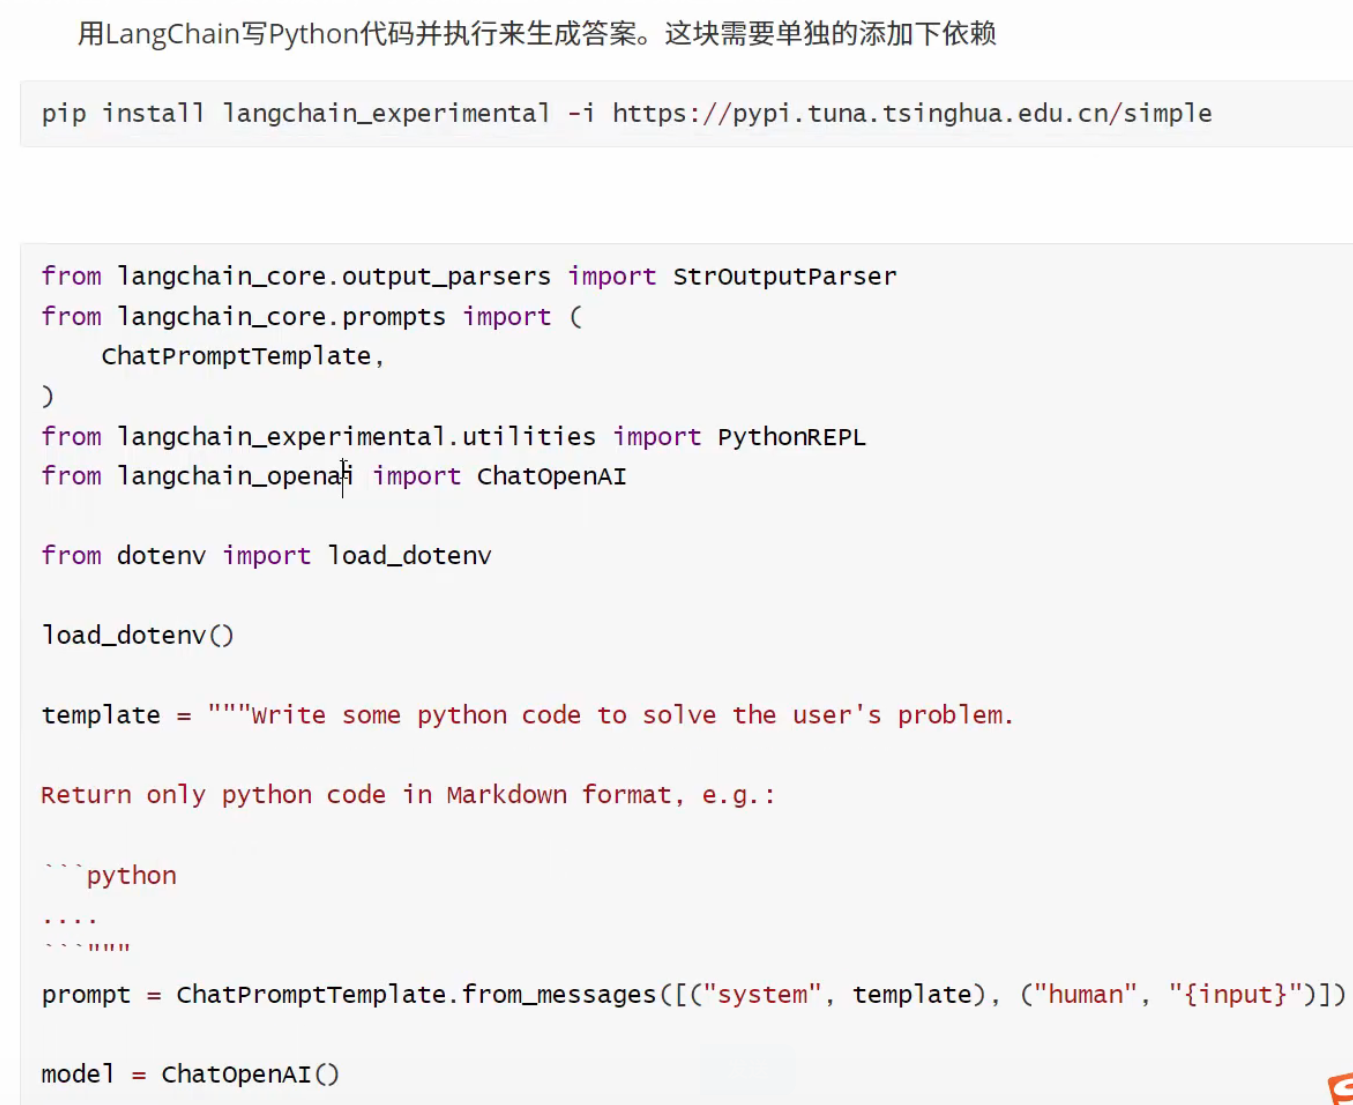 用LangChain写Python代码并执行来生成答案。这块需要单独的添加下依赖
pip install langchain_experimental -i https://pypi.tuna.tsinghua.edu.cn/simple
from langchain_core.output_parsers import StrOutputParser
from langchain_core.prompts import (
    ChatPromptTemplate,
)
from langchain_experimental.utilities import PythonREPL
from langchain_openai import ChatOpenAI
from dotenv import load_dotenv
load_dotenv()
template = """Write some python code to solve the user's problem.
Return only python code in Markdown format, e.g.:
```python
....
```"""
prompt = ChatPromptTemplate.from_messages([("system", template), ("human", "{input}")])
model = ChatOpenAI()